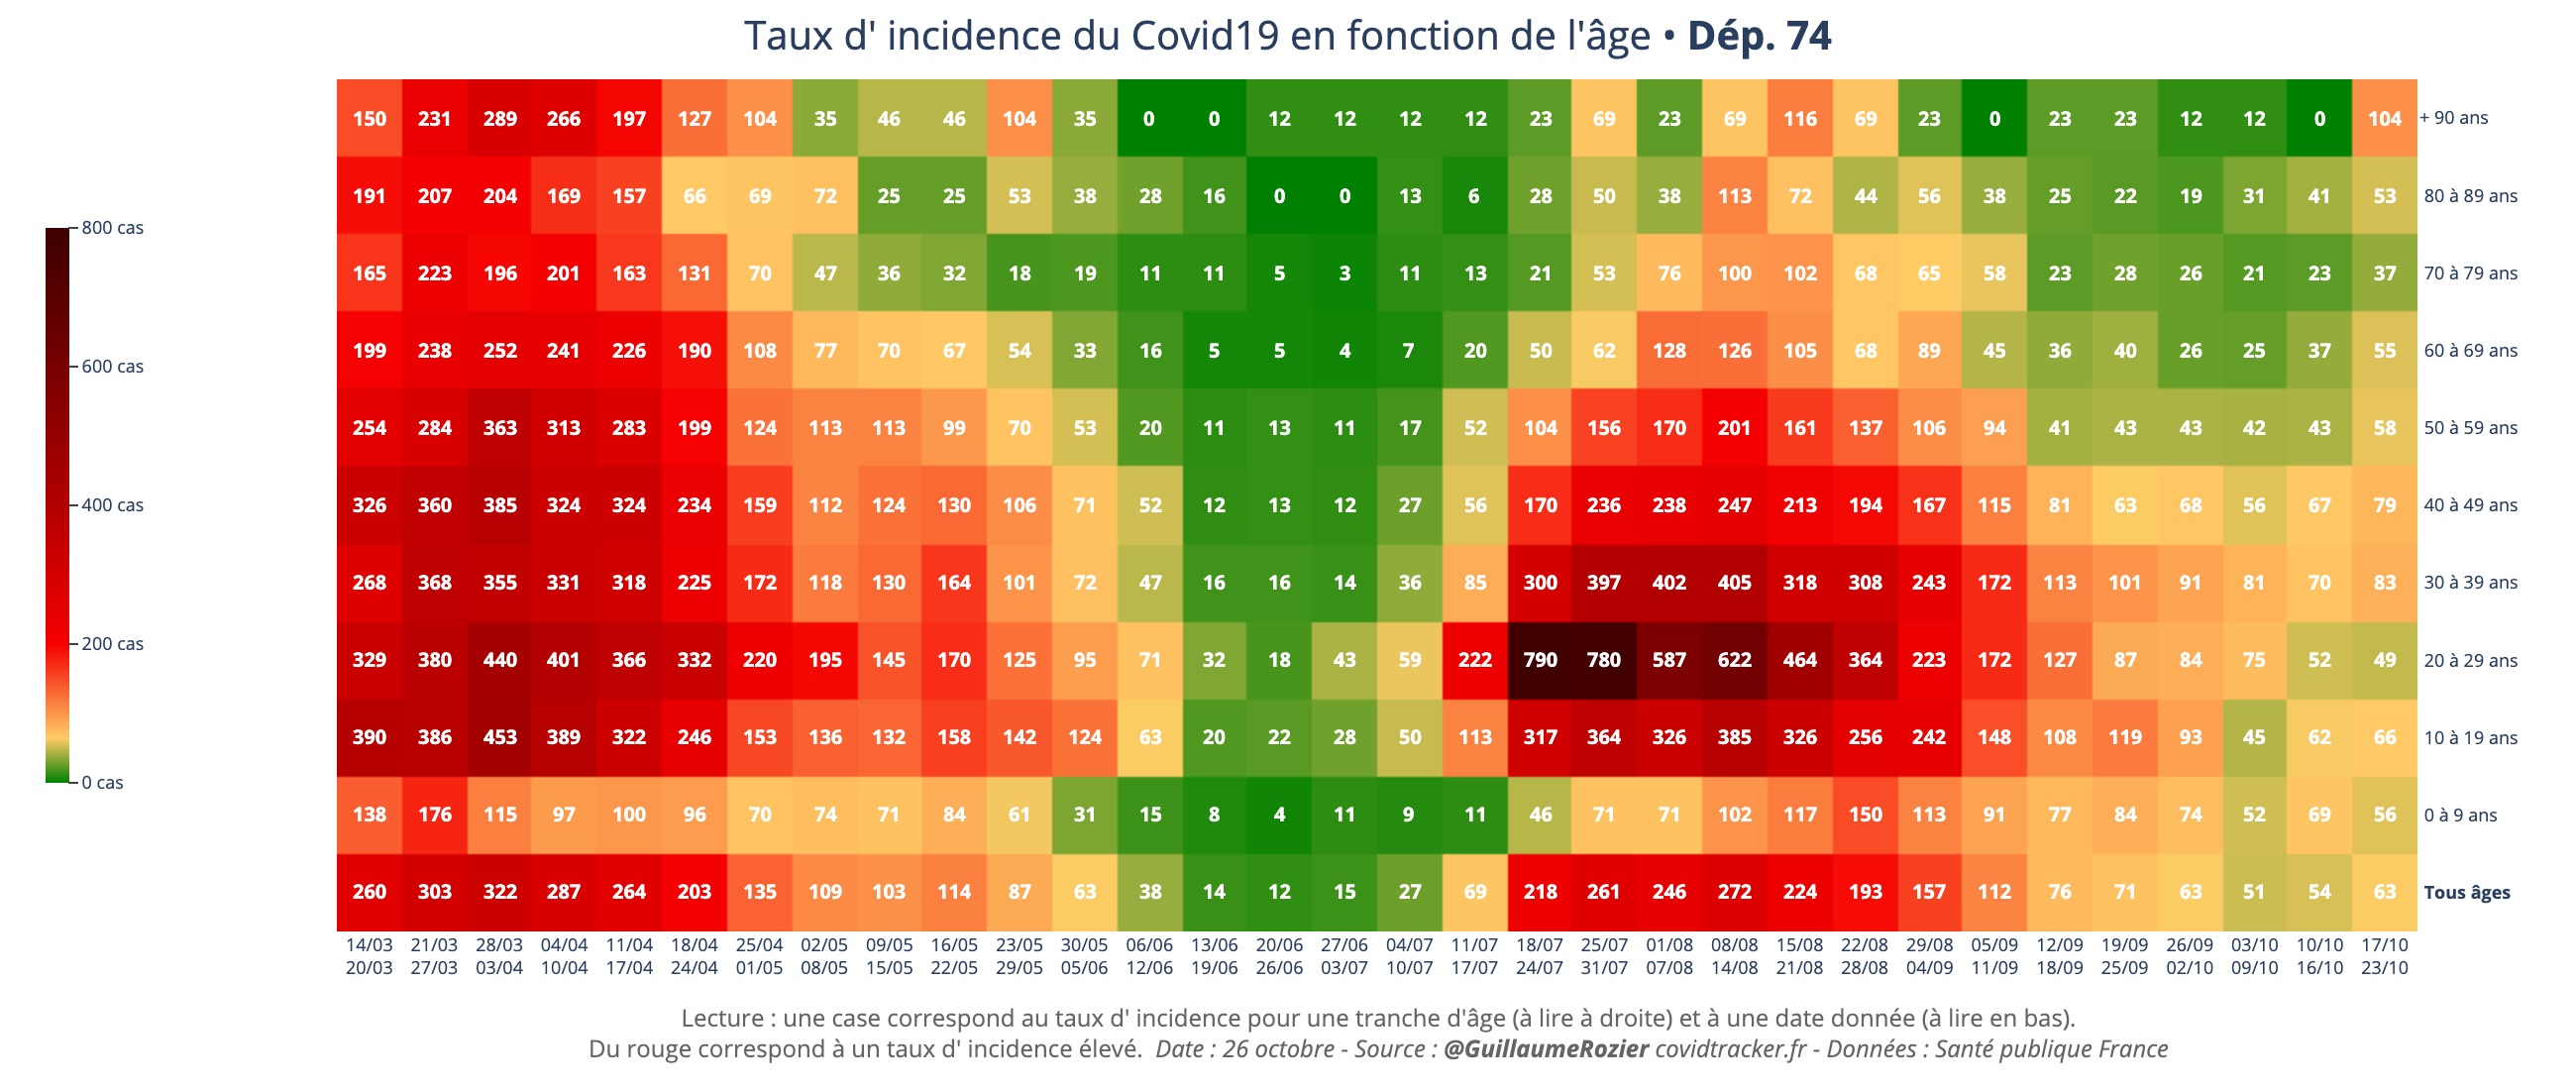 Taux d' incidence du Covid19 en fonction de l'âge • Dép. 74
150 231 289 266 197 127 104 35 46 46 104 35 0 0 12 12 12 12 23 69 23 69 116 69 23 0 23 23 12 12 0 104 + 90 ans
191 207 204 169 157 66 69 72 25 25 53 38 28 16 0 0 13 6 28 50 38 113 72 44 56 38 25 22 19 31 41 53 80 à 89 ans
800 cas
165 223 196 201 163 131 70 47 36 32 18 19 11 11 5 3 11 13 21 53 76 100 102 68 65 58 23 28 26 21 23 37 70 à 79 ans
199 238 252 241 226 190 108 77 70 67 54 33 16 5 5 4 7 20 50 62 128 126 105 68 89 45 36 40 26 25 37 55 60 à 69 ans
600 cas
254 284 363 313 283 199 124 113 113 99 70 53 20 11 13 11 17 52 104 156 170 201 161 137 106 94 41 43 43 42 43 58 50 à 59 ans
400 cas
326 360 385 324 324 234 159 112 124 130 106 71 52 12 13 12 27 56 170 236 238 247 213 194 167 115 81 63 68 56 67 79 40 à 49 ans
268 368 355 331 318 225 172 118 130 164 101 72 47 16 16 14 36 85 300 397 402 405 318 308 243 172 113 101 91 81 70 83 30 à 39 ans
200 cas
329 380 440 401 366 332 220 195 145 170 125 95 71 32 18 43 59 222 790 780 587 622 464 364 223 172 127 87 84 75 52 49 20 à 29 ans
390 386 453 389 322 246 153 136 132 158 142 124 63 20 22 28 50 113 317 364 326 385 326 256 242 148 108 119 93 45 62 66 10 à 19 ans
0 cas
138 176 115 97 100 96 70 74 71 84 61 31 15 8 4 11 9 11 46 71 71 102 117 150 113 91 77 84 74 52 69 56 0 à 9 ans
260 303 322 287 264 203 135 109 103 114 87 63 38 14 12 15 27 69 218 261 246 272 224 193 157 112 76 71 63 51 54 63 Tous âges
14/03 21/03 28/03 04/04 11/04 18/04 25/04 02/05 09/05 16/05 23/05 30/05 06/06 13/06 20/06 27/06 04/07 11/07 18/07 25/07 01/08 08/08 15/08 22/08 29/08 05/09 12/09 19/09 26/09 03/10 10/10 17/10
20/03 27/03 03/04 10/04 17/04 24/04 01/05 08/05 15/05 22/05 29/05 05/06 12/06 19/06 26/06 03/07 10/07 17/07 24/07 31/07 07/08 14/08 21/08 28/08 04/09 11/09 18/09 25/09 02/10 09/10 16/10 23/10
Lecture : une case correspond au taux d' incidence pour une tranche d'âge (à lire à droite) et à une date donnée (à lire en bas).
Du rouge correspond à un taux d' incidence élevé. Date : 26 octobre - Source : @GuillaumeRozier covidtracker.fr - Données : Santé publique France